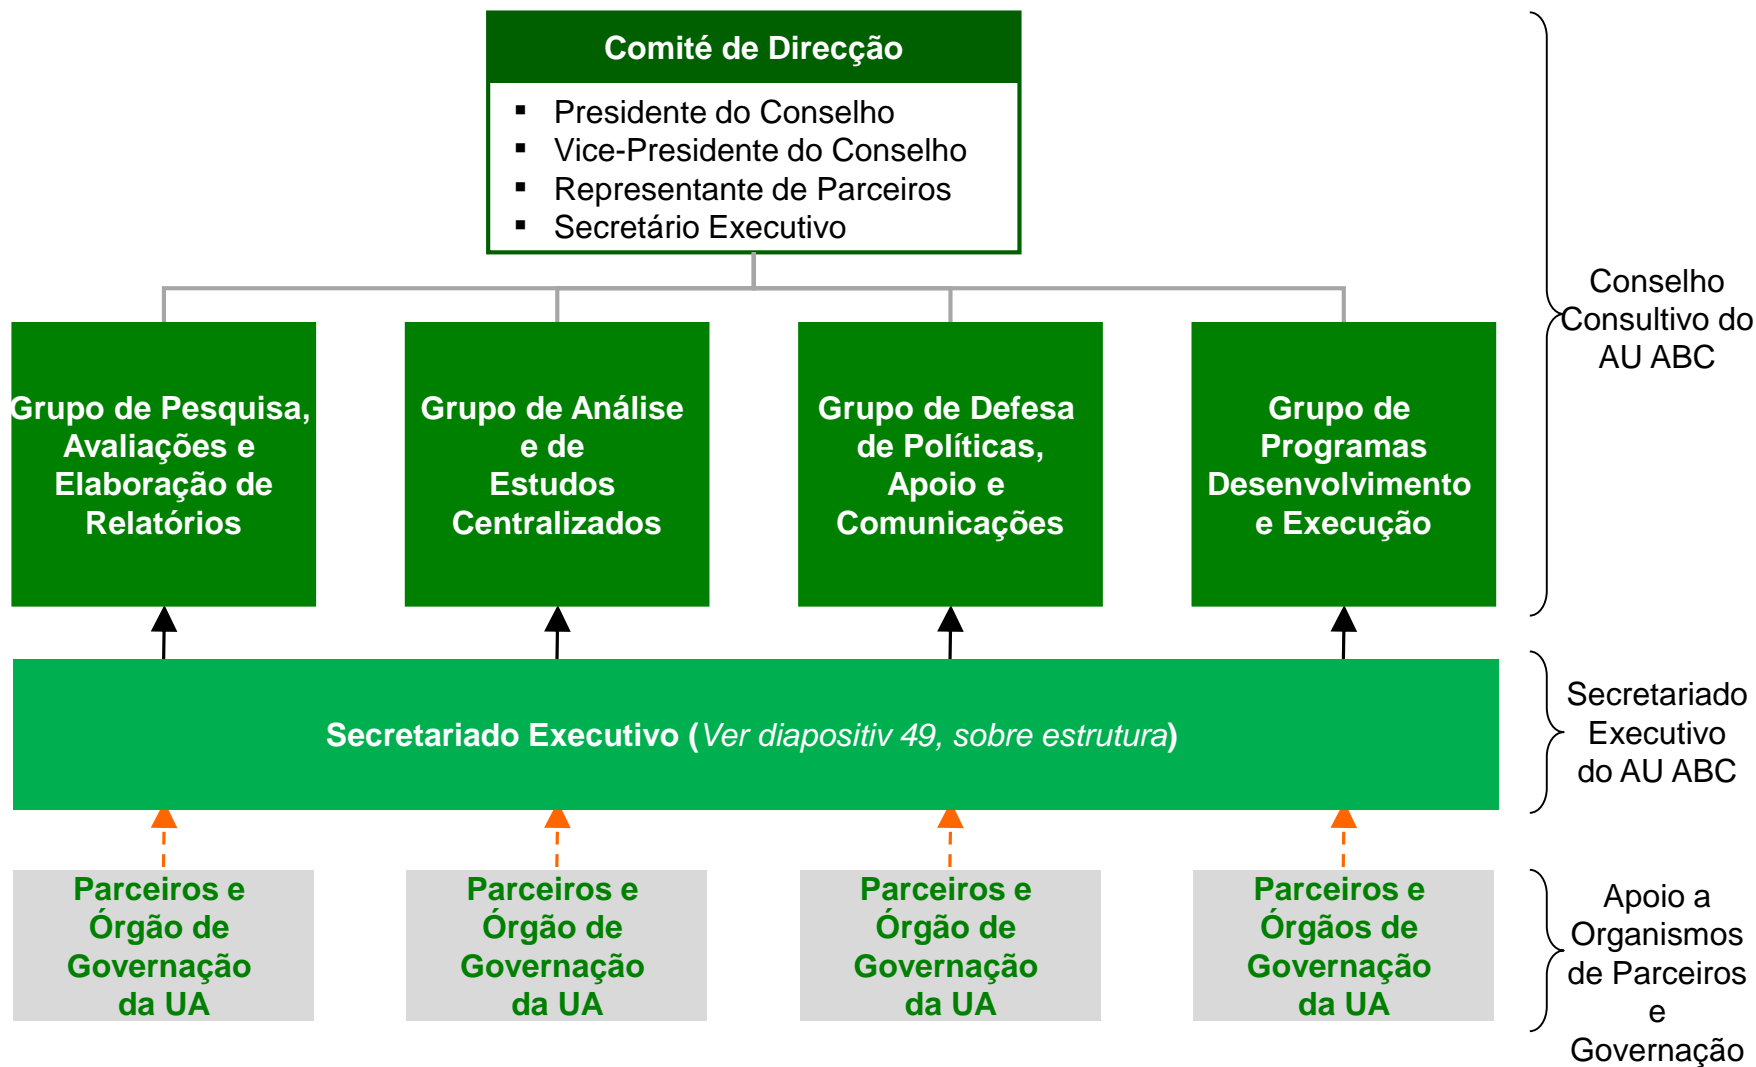 Comité de Direcção
▪ Presidente do Conselho
▪ Vice-Presidente do Conselho
▪ Representante de Parceiros
▪ Secretário Executivo
Conselho
Consultivo do
AU ABC
Grupo de Pesquisa,
Avaliações e
Elaboração de
Relatórios
Grupo de Análise
e de
Estudos
Centralizados
Grupo de Defesa
de Políticas,
Apoio e
Comunicações
Grupo de
Programas
Desenvolvimento
e Execução
Secretariado Executivo (Ver diapositiv 49, sobre estrutura)
Secretariado
Executivo
do AU ABC
Parceiros e
Órgão de
Governação
da UA
Parceiros e
Órgão de
Governação
da UA
Parceiros e
Órgão de
Governação
da UA
Parceiros e
Órgãos de
Governação
da UA
Apoio a
Organismos
de Parceiros
e
Governação